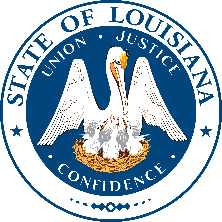 STATE OF LOUISIANA
UNION · JUSTICE
· CONFIDENCE ·